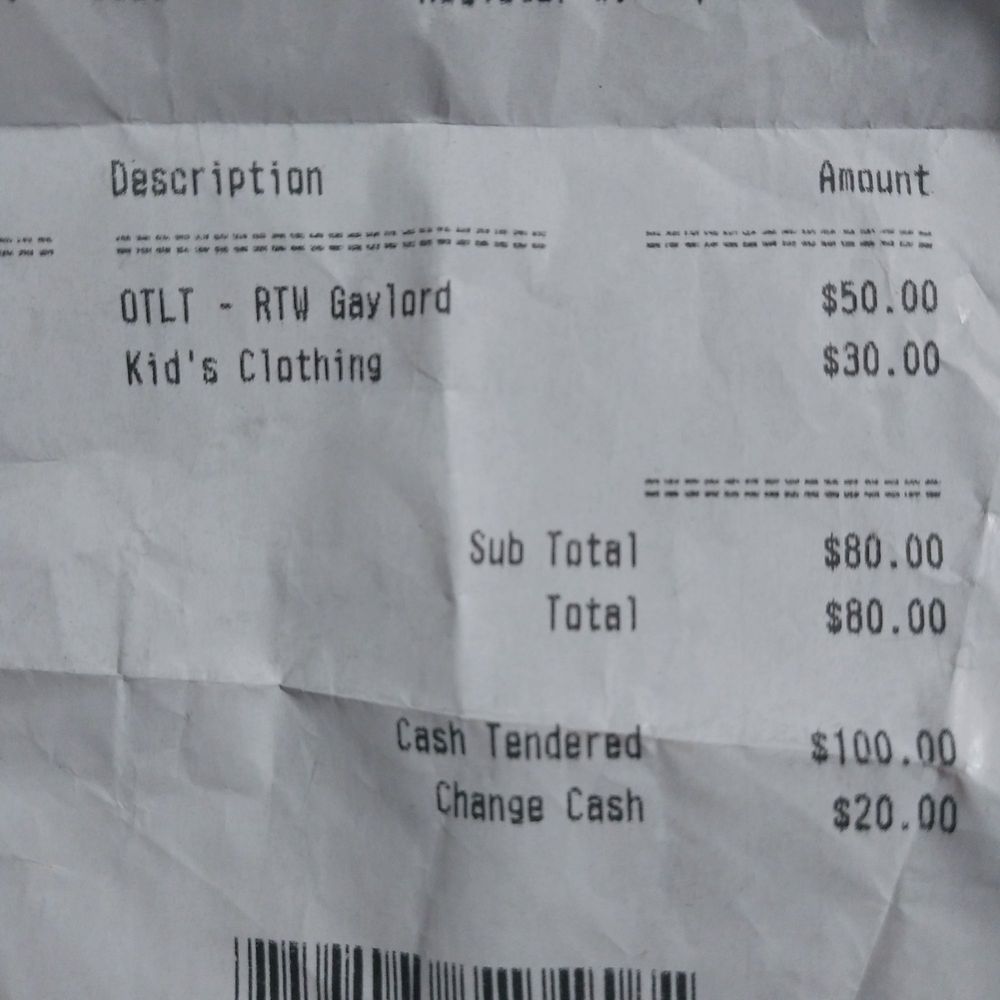 Description Amount
OTLT - RTW Gaylord $50.00
Kid's Clothing $30.00
Sub Total $80.00
Total $80.00
Cash Tendered $100.00
Change Cash $20.00